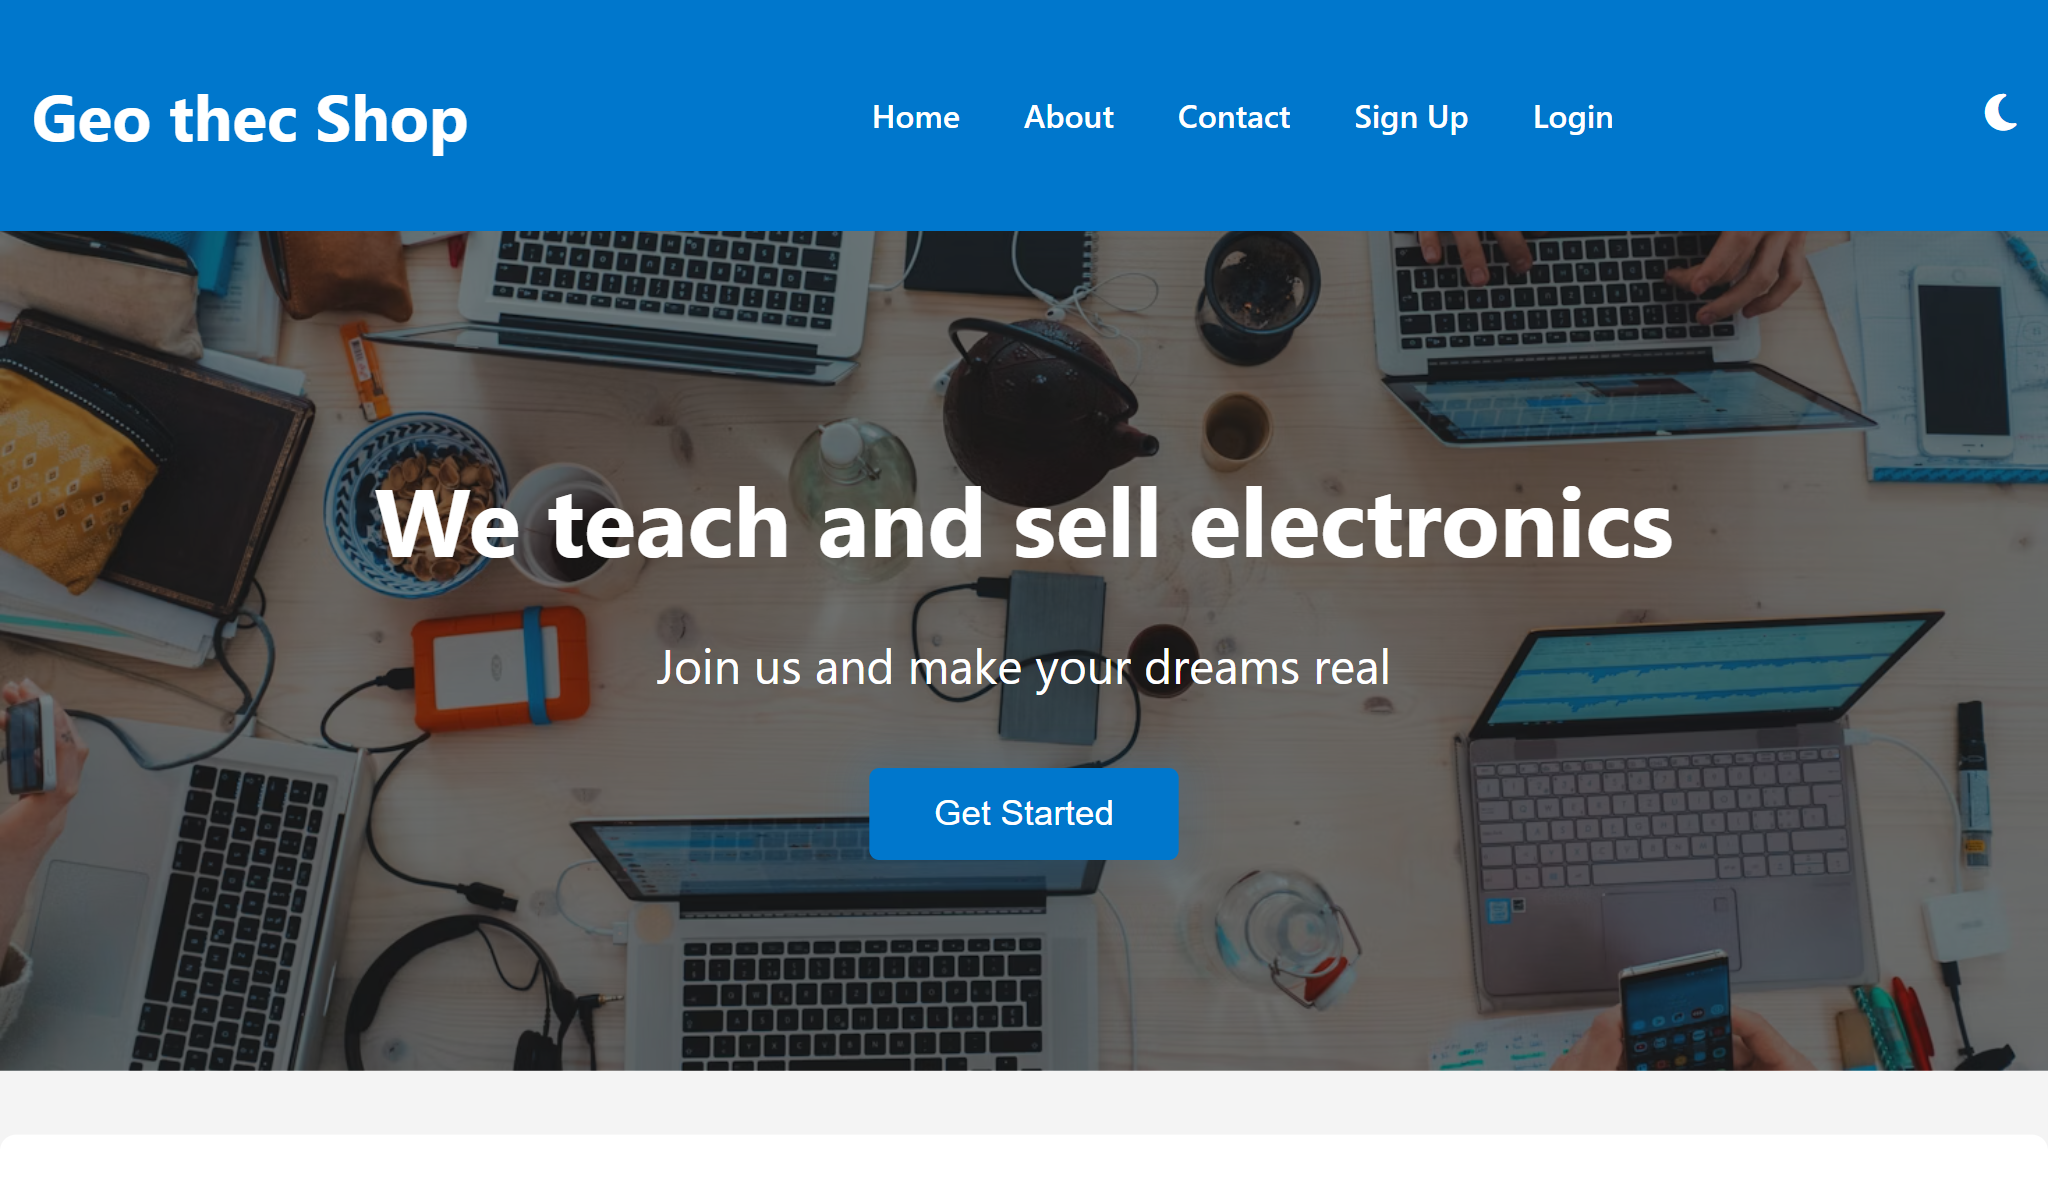 Geo thec Shop
Home About Contact Sign Up Login
We teach and sell electronics
Join us and make your dreams real
Get Started